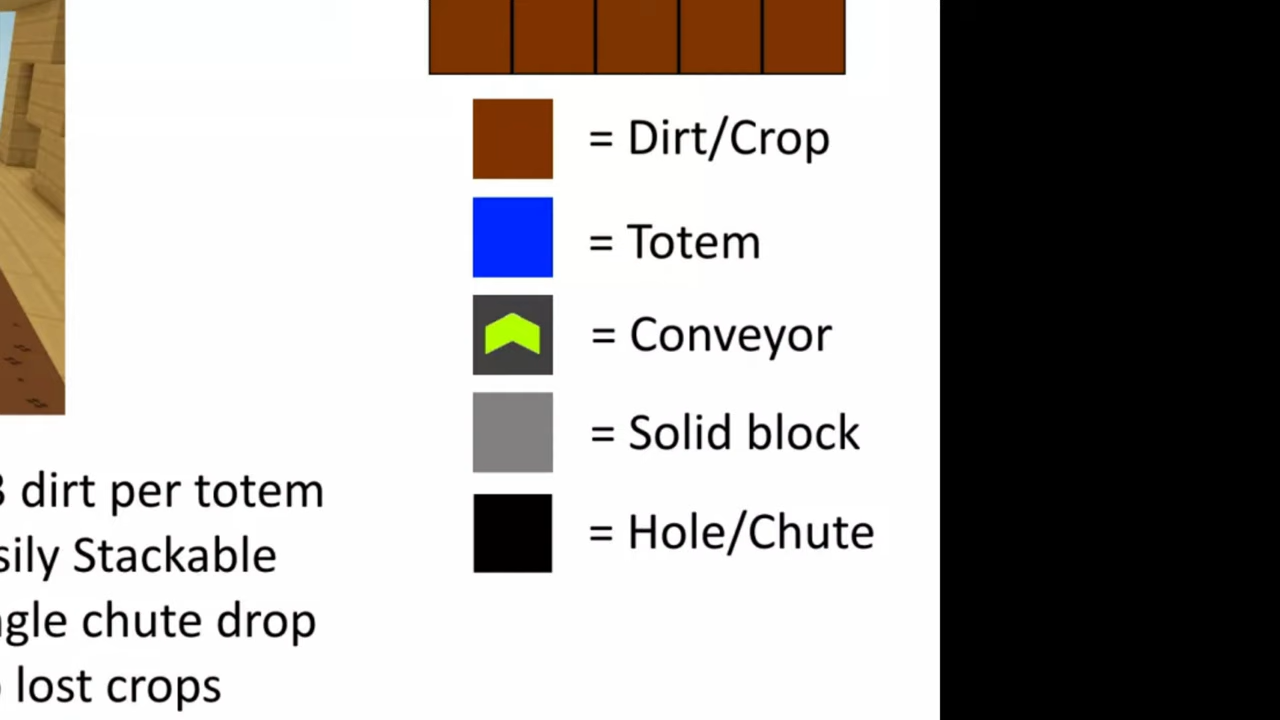 = Dirt/Crop
= Totem
= Conveyor
= Solid block
= Hole/Chute
dirt per totem
Stackable
chute drop
lost crops